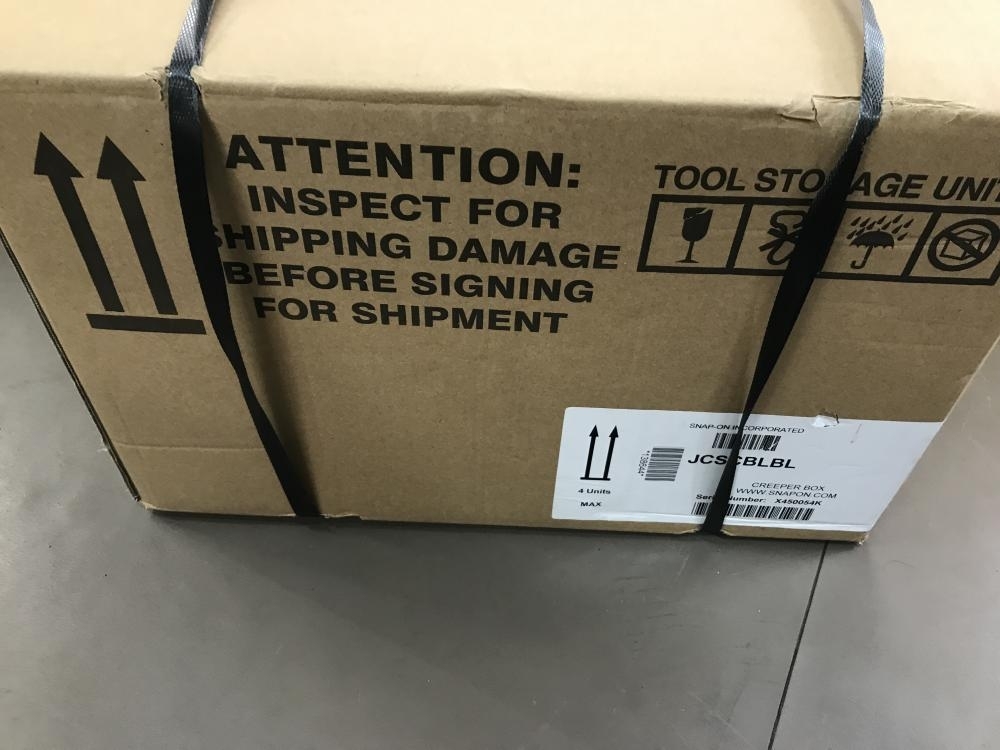 ATTENTION:
INSPECT FOR
SHIPPING DAMAGE
BEFORE SIGNING
FOR SHIPMENT
TOOL STORAGE UNIT
SNAP-ON INCORPORATED
JCSCBLBL
CREEPER BOX
WWW.SNAPON.COM
Serial Number: X450054K
4 Units
MAX